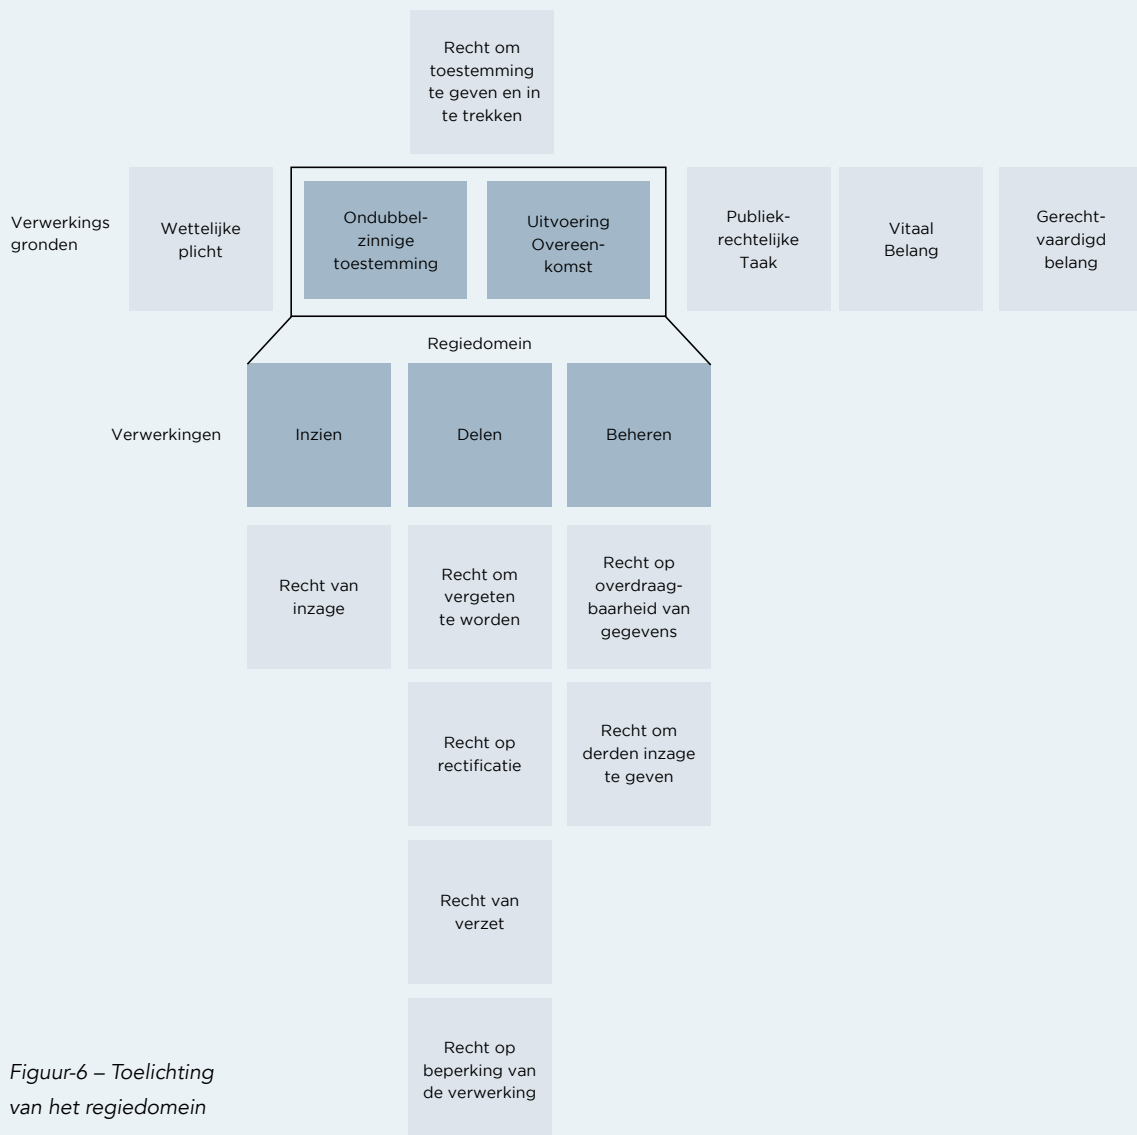 Recht om
toestemming
te geven en in
te trekken
Verwerkings
gronden
Wettelijke
plicht
Ondubbel-
zinnige
toestemming
Uitvoering
Overeen-
komst
Publiek-
rechtelijke
Taak
Vitaal
Belang
Gerecht-
vaardigd
belang
Regiedomein
Verwerkingen
Inzien
Delen
Beheren
Recht van
inzage
Recht om
vergeten
te worden
Recht op
overdraag-
baarheid van
gegevens
Recht op
rectificatie
Recht om
derden inzage
te geven
Recht van
verzet
Recht op
beperking van
de verwerking
Figuur-6 – Toelichting
van het regiedomein